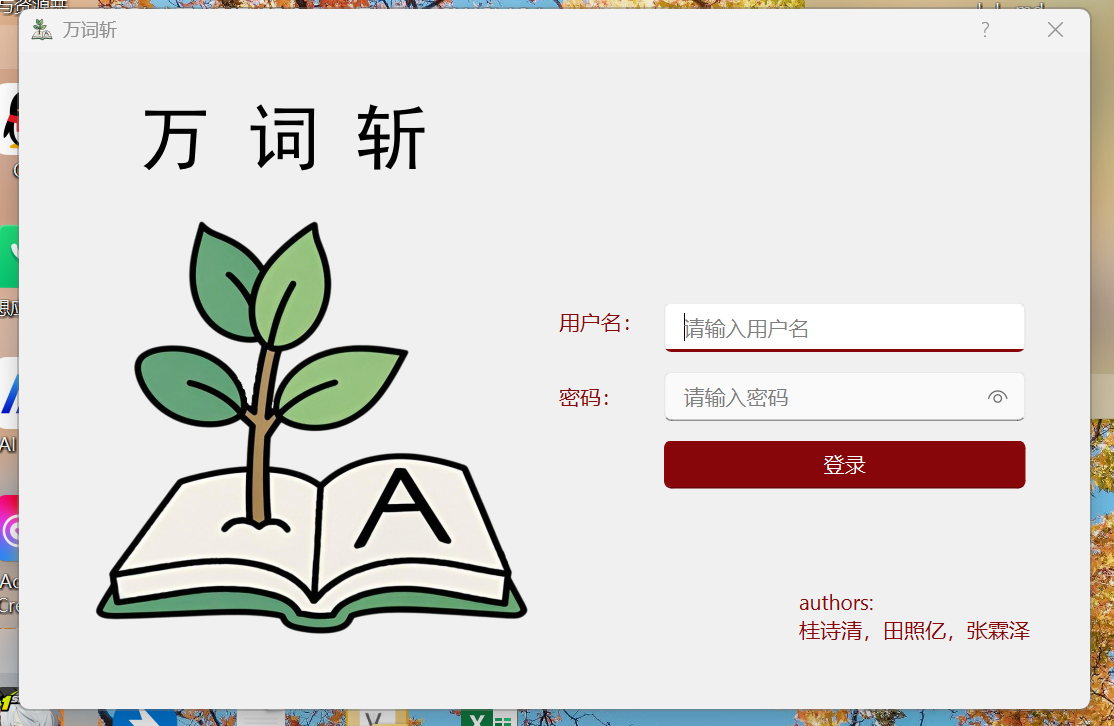 万词斩
?
万 词 斩
用户名：
请输入用户名
密码：
请输入密码
登录
authors:
桂诗清，田照亿，张霖泽
A
AI